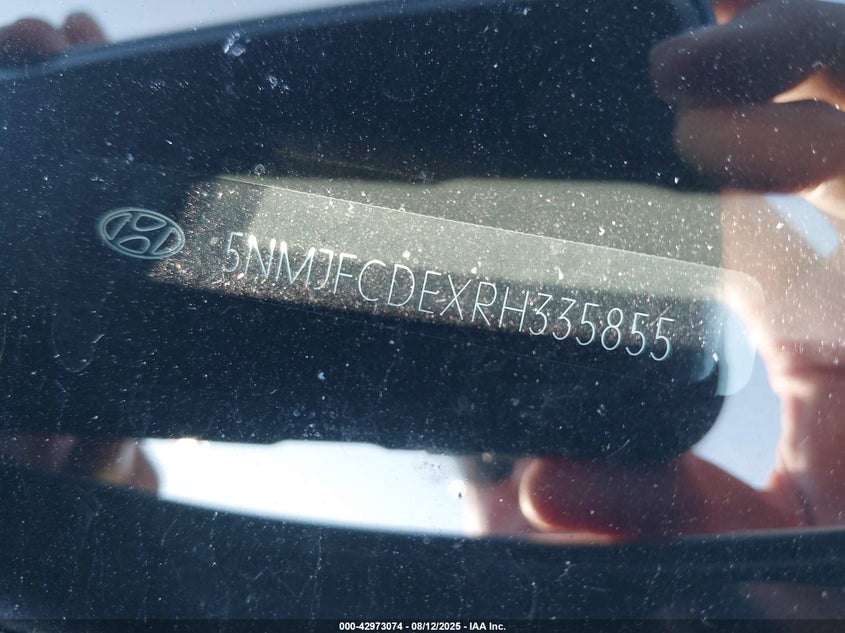 5NMJFCDEXRH335855
000-42973074 - 08/12/2025 - IAA Inc.